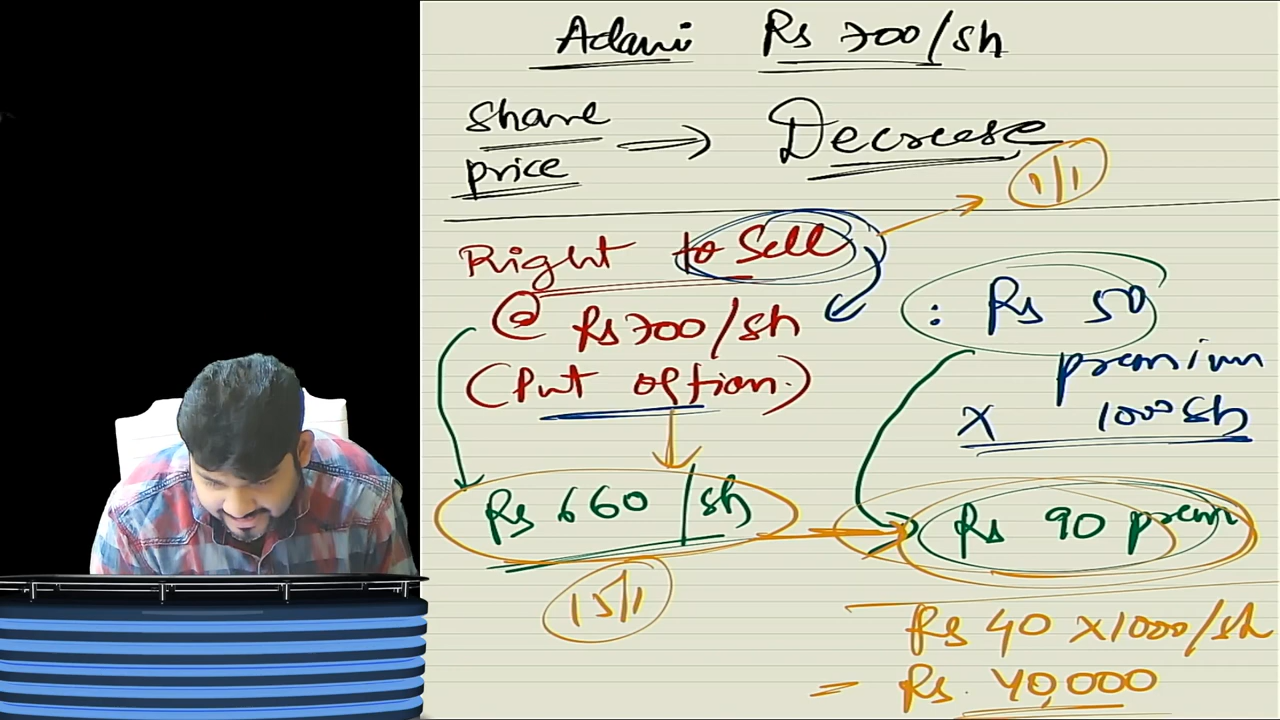 Adani Rs 700/sh
share price => Decrease
1/1
Right to Sell
@ Rs 700/sh
(Put option.)
: Rs 50
premium
x 1000 sh
Rs 660/sh
Rs 90 prem
15/1
Rs 40 x 1000/sh
= Rs. 40,000